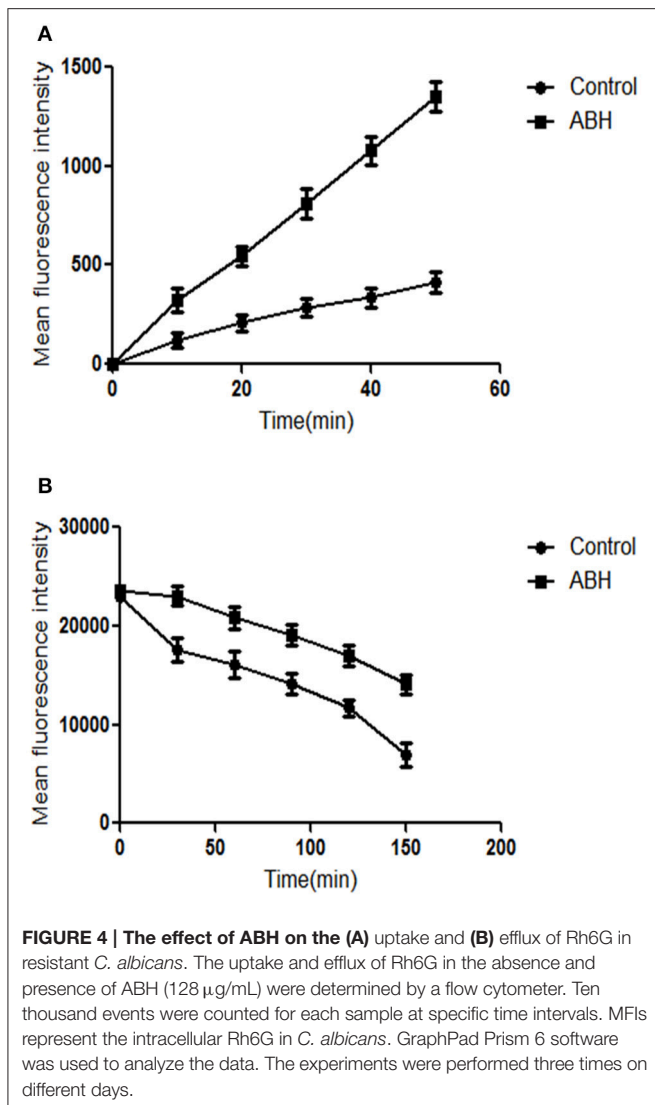 A
Mean fluorescence intensity
1500
1000
500
0
0 20 40 60
Time(min)
Control
ABH
B
Mean fluorescence intensity
30000
20000
10000
0
0 50 100 150 200
Time(min)
Control
ABH
FIGURE 4 | The effect of ABH on the (A) uptake and (B) efflux of Rh6G in
resistant C. albicans. The uptake and efflux of Rh6G in the absence and
presence of ABH (128 μg/mL) were determined by a flow cytometer. Ten
thousand events were counted for each sample at specific time intervals. MFIs
represent the intracellular Rh6G in C. albicans. GraphPad Prism 6 software
was used to analyze the data. The experiments were performed three times on
different days.